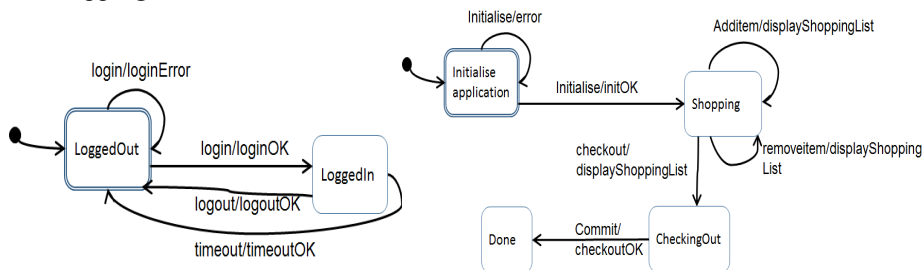 login/loginError
LoggedOut
login/loginOK
LoggedIn
logout/logoutOK
timeout/timeoutOK
Initialise/error
Initialise
application
Initialise/initOK
Additem/displayShoppingList
Shopping
removeitem/displayShopping
List
checkout/
displayShoppingList
CheckingOut
Commit/
checkoutOK
Done